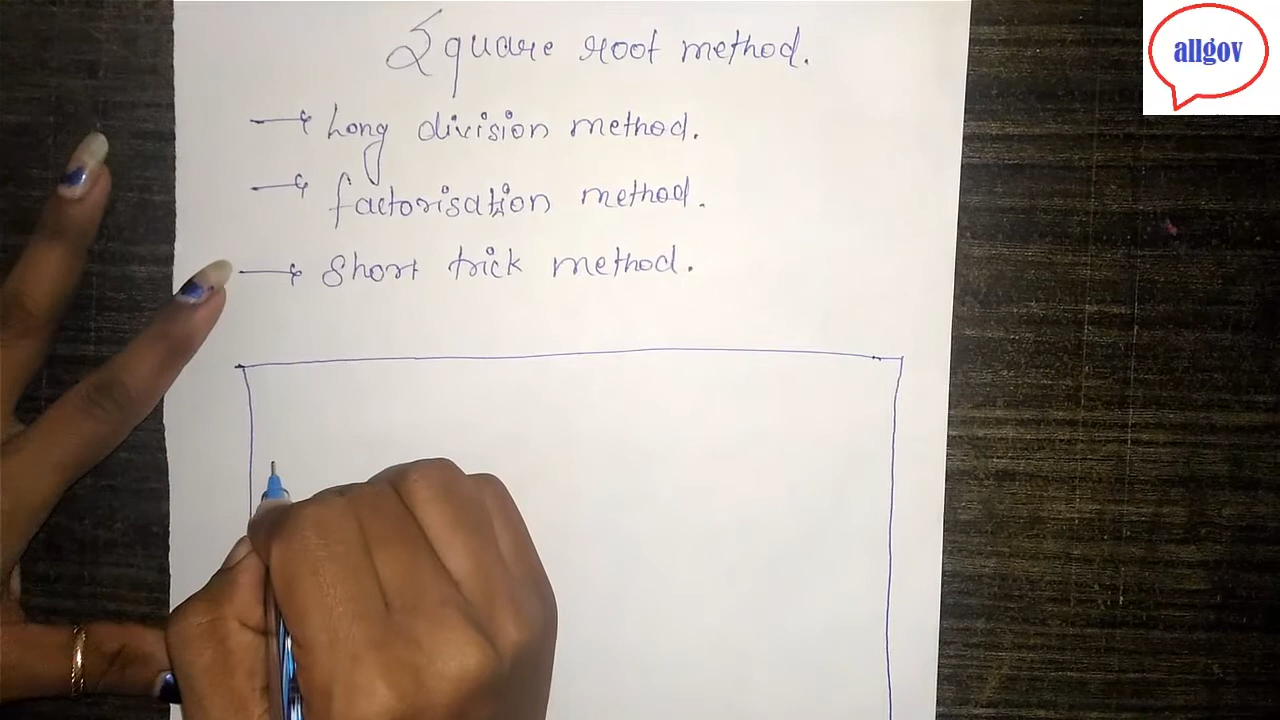 Square root method.
allgov
→ Long division method.
→ factorisation method.
→ Short trick method.